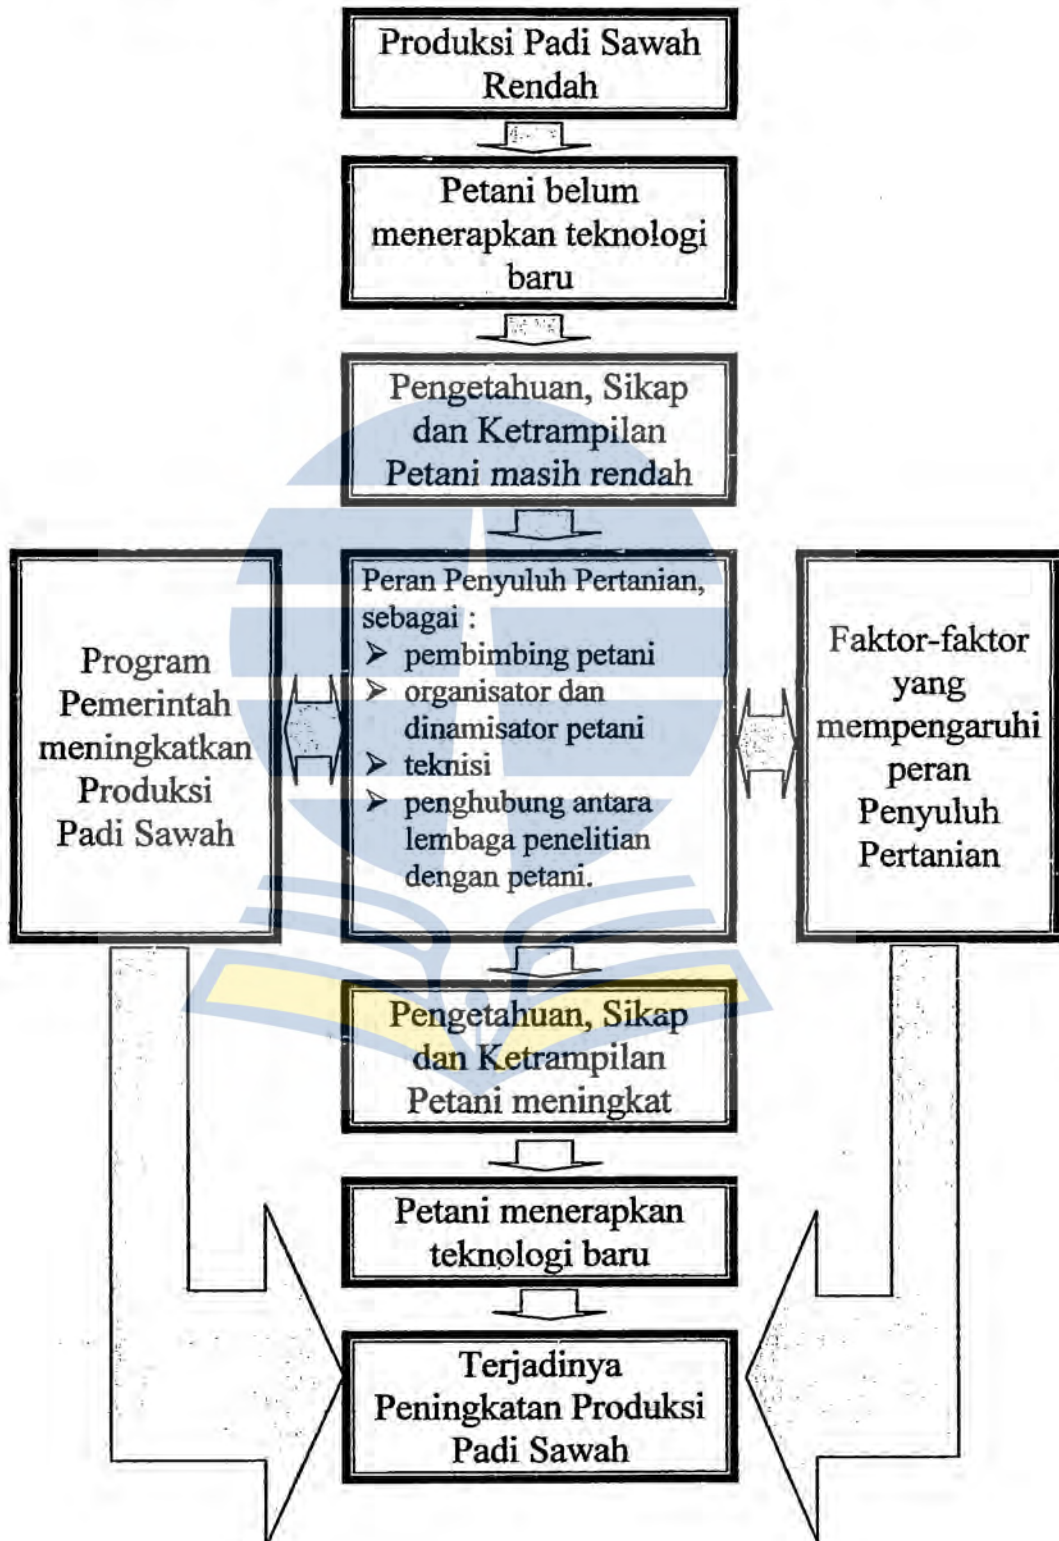 Produksi Padi Sawah
Rendah
Petani belum
menerapkan teknologi
baru
Pengetahuan, Sikap
dan Ketrampilan
Petani masih rendah
Program
Pemerintah
meningkatkan
Produksi
Padi Sawah
Peran Penyuluh Pertanian,
sebagai :
➢ pembimbing petani
➢ organisator dan
dinamisator petani
➢ teknisi
➢ penghubung antara
lembaga penelitian
dengan petani.
Faktor-faktor
yang
mempengaruhi
peran
Penyuluh
Pertanian
Pengetahuan, Sikap
dan Ketrampilan
Petani meningkat
Petani menerapkan
teknologi baru
Terjadinya
Peningkatan Produksi
Padi Sawah